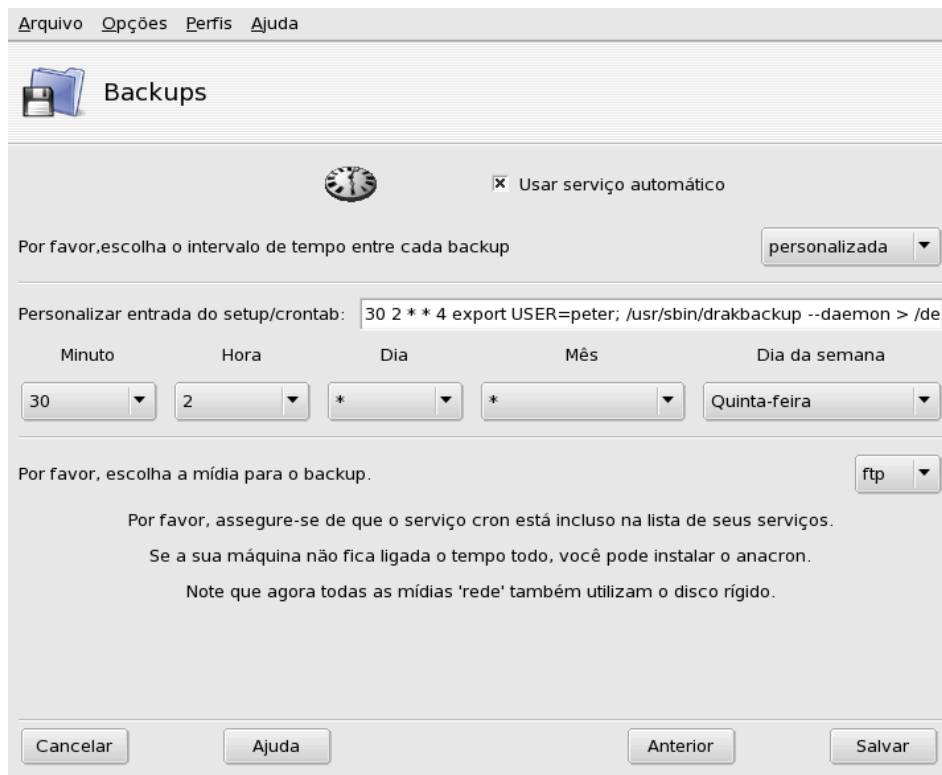 Arquivo Opções Perfis Ajuda
Backups
Usar serviço automático
Por favor,escolha o intervalo de tempo entre cada backup personalizada
Personalizar entrada do setup/crontab: 30 2 * * 4 export USER=peter; /usr/sbin/drakbackup --daemon > /de
Minuto Hora Dia Mês Dia da semana
30 2 * * Quinta-feira
Por favor, escolha a mídia para o backup. ftp
Por favor, assegure-se de que o serviço cron está incluso na lista de seus serviços.
Se a sua máquina não fica ligada o tempo todo, você pode instalar o anacron.
Note que agora todas as mídias 'rede' também utilizam o disco rígido.
Cancelar Ajuda Anterior Salvar